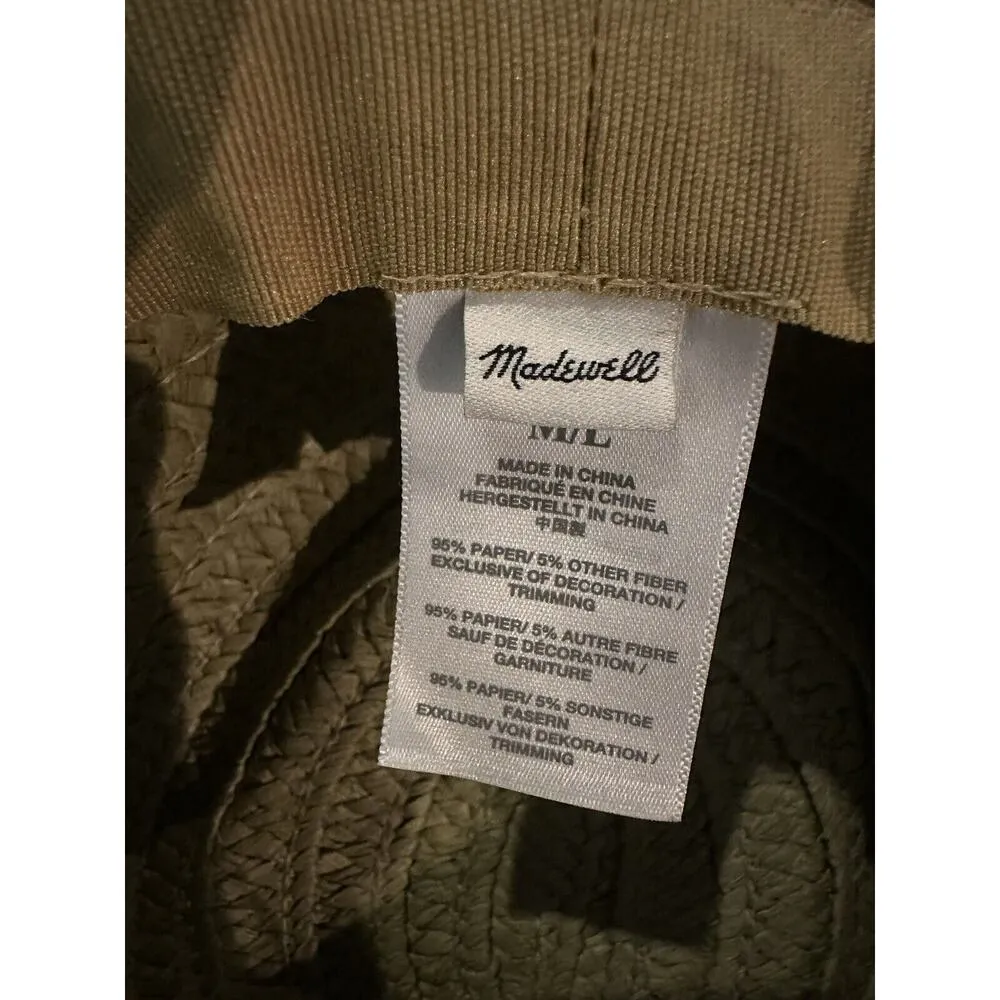 Madewell
M/L
MADE IN CHINA
FABRIQUÉ EN CHINE
HERGESTELLT IN CHINA
中国製
95% PAPER/ 5% OTHER FIBER
EXCLUSIVE OF DECORATION /
TRIMMING
95% PAPIER/ 5% AUTRE FIBRE
SAUF DE DÉCORATION /
GARNITURE
95% PAPIER/ 5% SONSTIGE
FASERN
EXKLUSIV VON DEKORATION /
TRIMMING